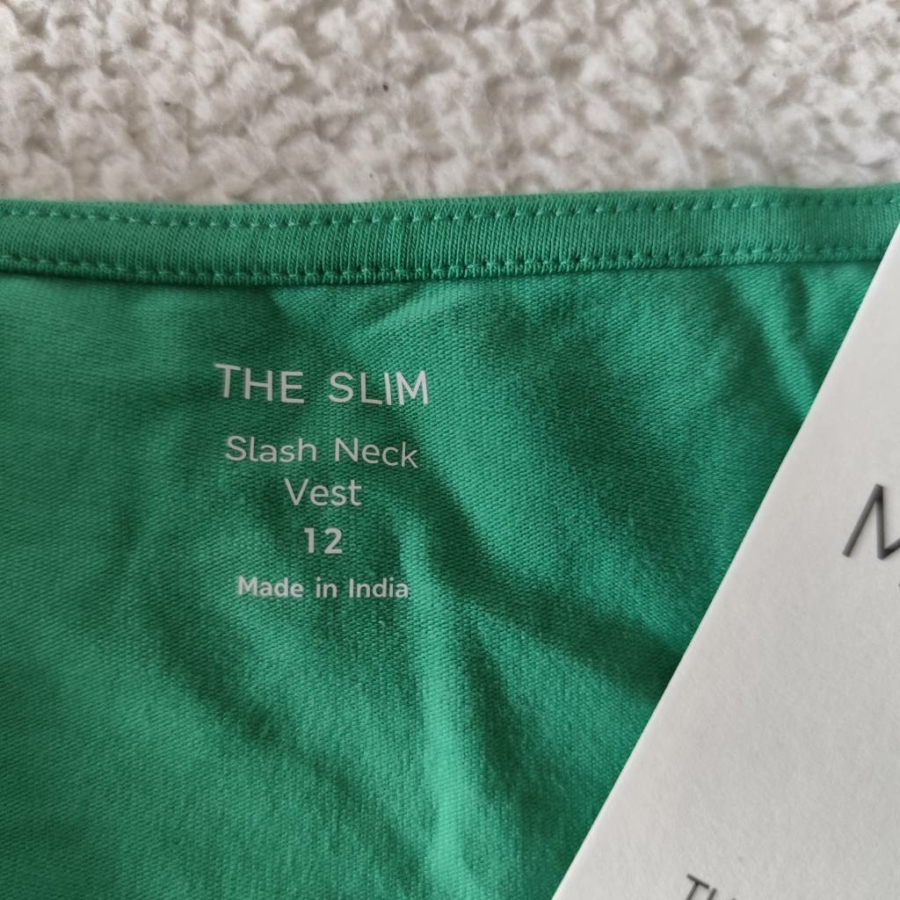 THE SLIM
Slash Neck
Vest
12
Made in India